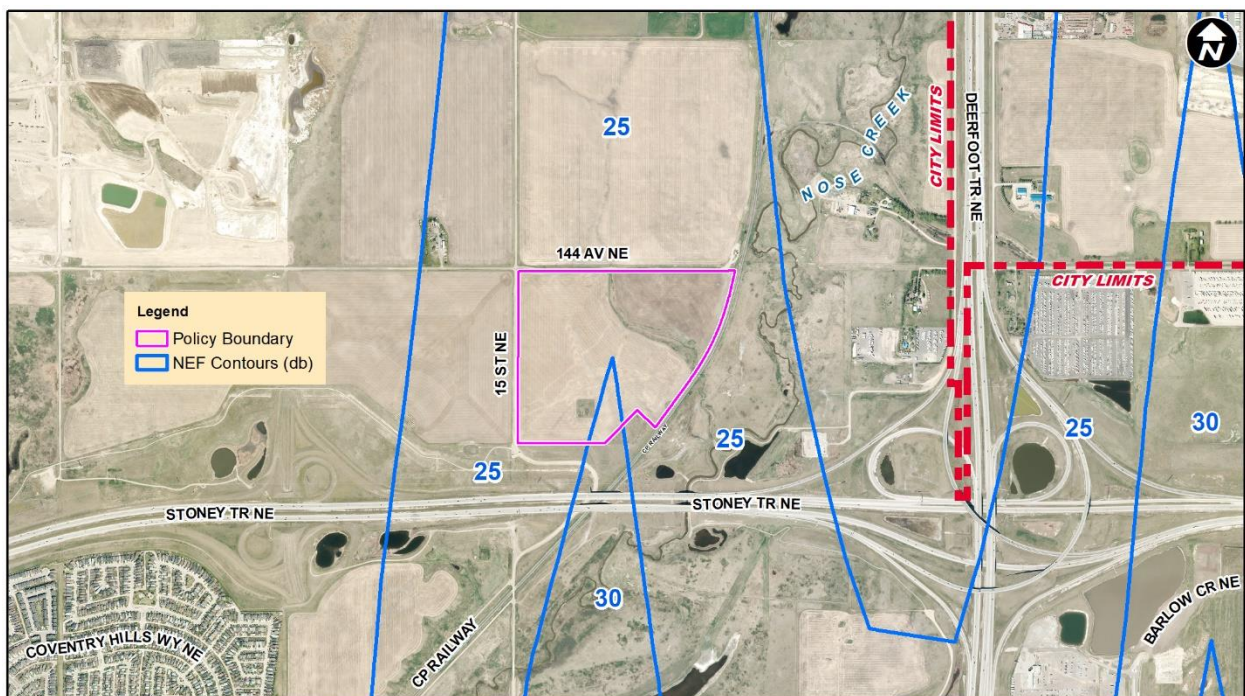 N
25
NOSE CREEK
CITY LIMITS
DEERFOOT TR NE
144 AV NE
CITY LIMITS
Legend
Policy Boundary
NEF Contours (db)
15 ST NE
CP RAILWAY
25
25
25
30
STONEY TR NE
STONEY TR NE
30
COVENTRY HILLS WY NE
CP RAILWAY
BARLOW CR NE